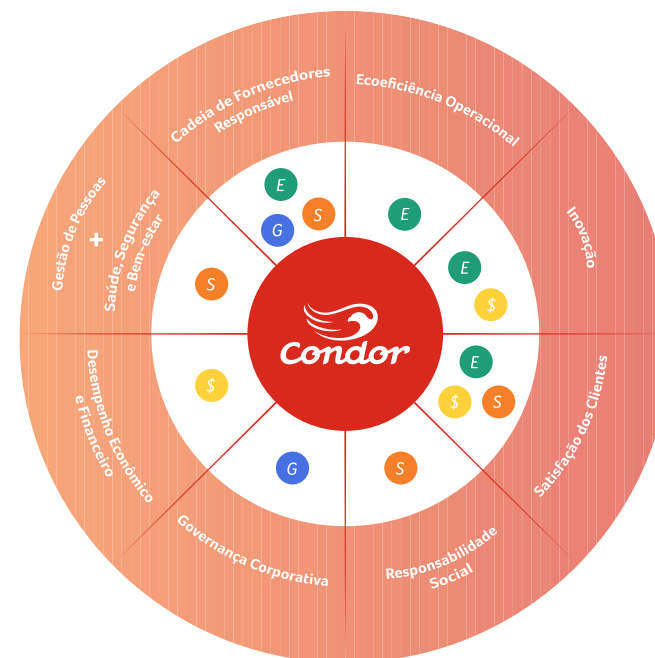 Cadeia de Fornecedores
Responsável
Ecoeficiência Operacional
Gestão de Pessoas
+
Saúde, Segurança
e Bem-estar
Inovação
E
G
S
E
E
$
S
Condor
E
$
S
$
G
S
Desempenho Econômico
e Financeiro
Satisfação dos Clientes
Governança Corporativa
Responsabilidade
Social